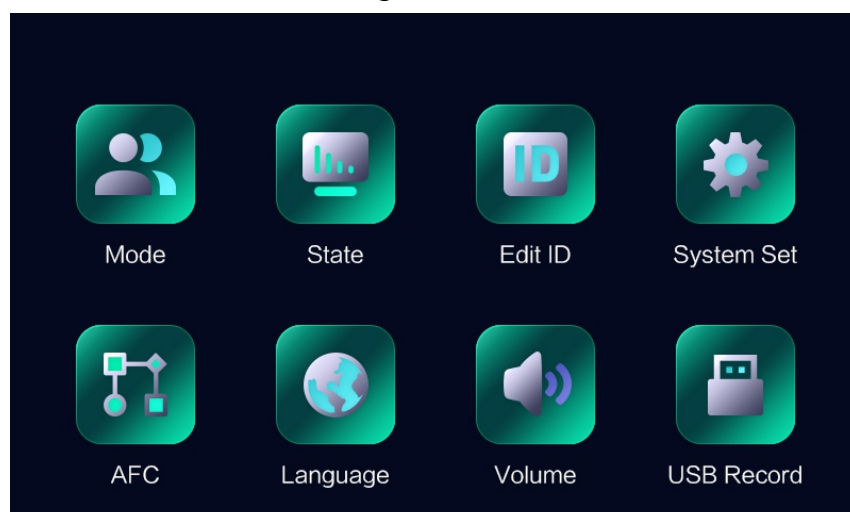 Mode
State
ID
Edit ID
System Set
AFC
Language
Volume
USB Record